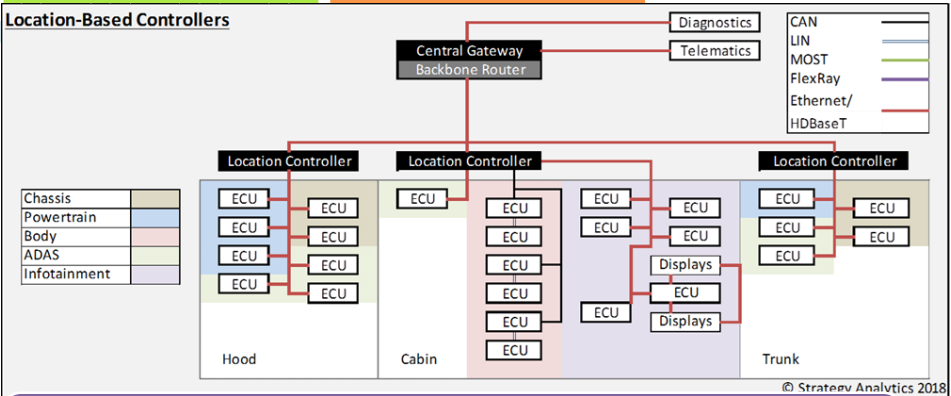 Location-Based Controllers
Diagnostics
Central Gateway
Telematics
Backbone Router
CAN
LIN
MOST
FlexRay
Ethernet/
HDBaseT
Location Controller
Location Controller
Location Controller
Chassis
Powertrain
Body
ADAS
Infotainment
ECU
ECU
ECU
ECU
ECU
ECU
ECU
ECU
Hood
ECU
ECU
ECU
ECU
ECU
ECU
ECU
Cabin
ECU
ECU
ECU
ECU
ECU
Displays
ECU
Displays
ECU
ECU
ECU
ECU
ECU
Trunk
© Strategy Analytics 2018